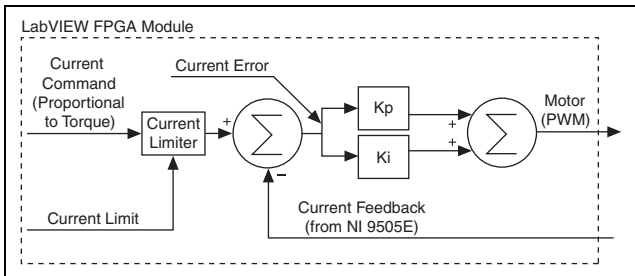 LabVIEW FPGA Module
Current
Command
(Proportional
to Torque)
Current Error
Current
Limiter
+
Σ
−
Kp
Ki
+
+
Σ
Motor
(PWM)
Current Limit
Current Feedback
(from NI 9505E)